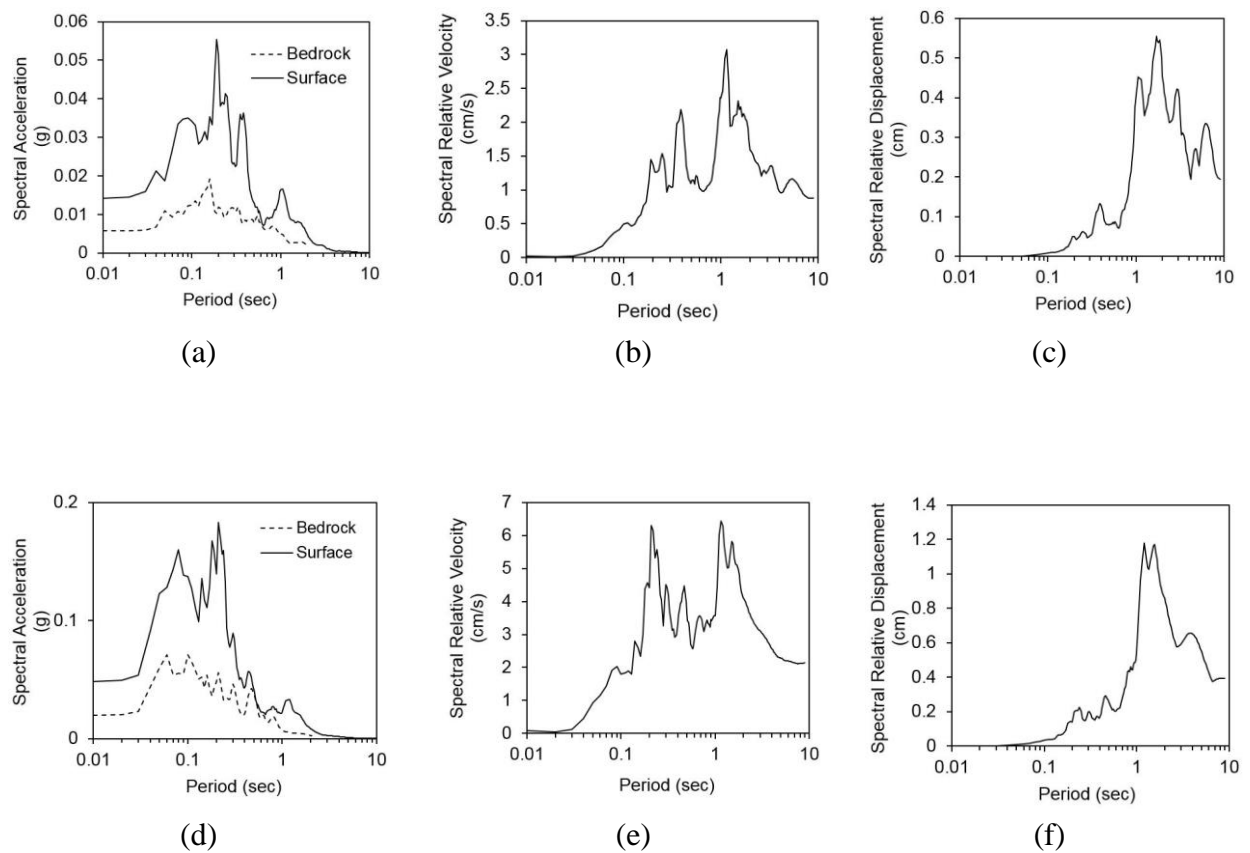 0.06
0.05
0.04
0.03
0.02
0.01
0
Spectral Acceleration
(g)
Bedrock
Surface
0.01 0.1 1 10
Period (sec)
(a)
3.5
3
2.5
2
1.5
1
0.5
0
Spectral Relative Velocity
(cm/s)
0.01 0.1 1 10
Period (sec)
(b)
0.6
0.5
0.4
0.3
0.2
0.1
0
Spectral Relative Displacement
(cm)
0.01 0.1 1 10
Period (sec)
(c)
0.2
0.1
0
Spectral Acceleration
(g)
Bedrock
Surface
0.01 0.1 1 10
Period (sec)
(d)
7
6
5
4
3
2
1
0
Spectral Relative Velocity
(cm/s)
0.01 0.1 1 10
Period (sec)
(e)
1.4
1.2
1
0.8
0.6
0.4
0.2
0
Spectral Relative Displacement
(cm)
0.01 0.1 1 10
Period (sec)
(f)